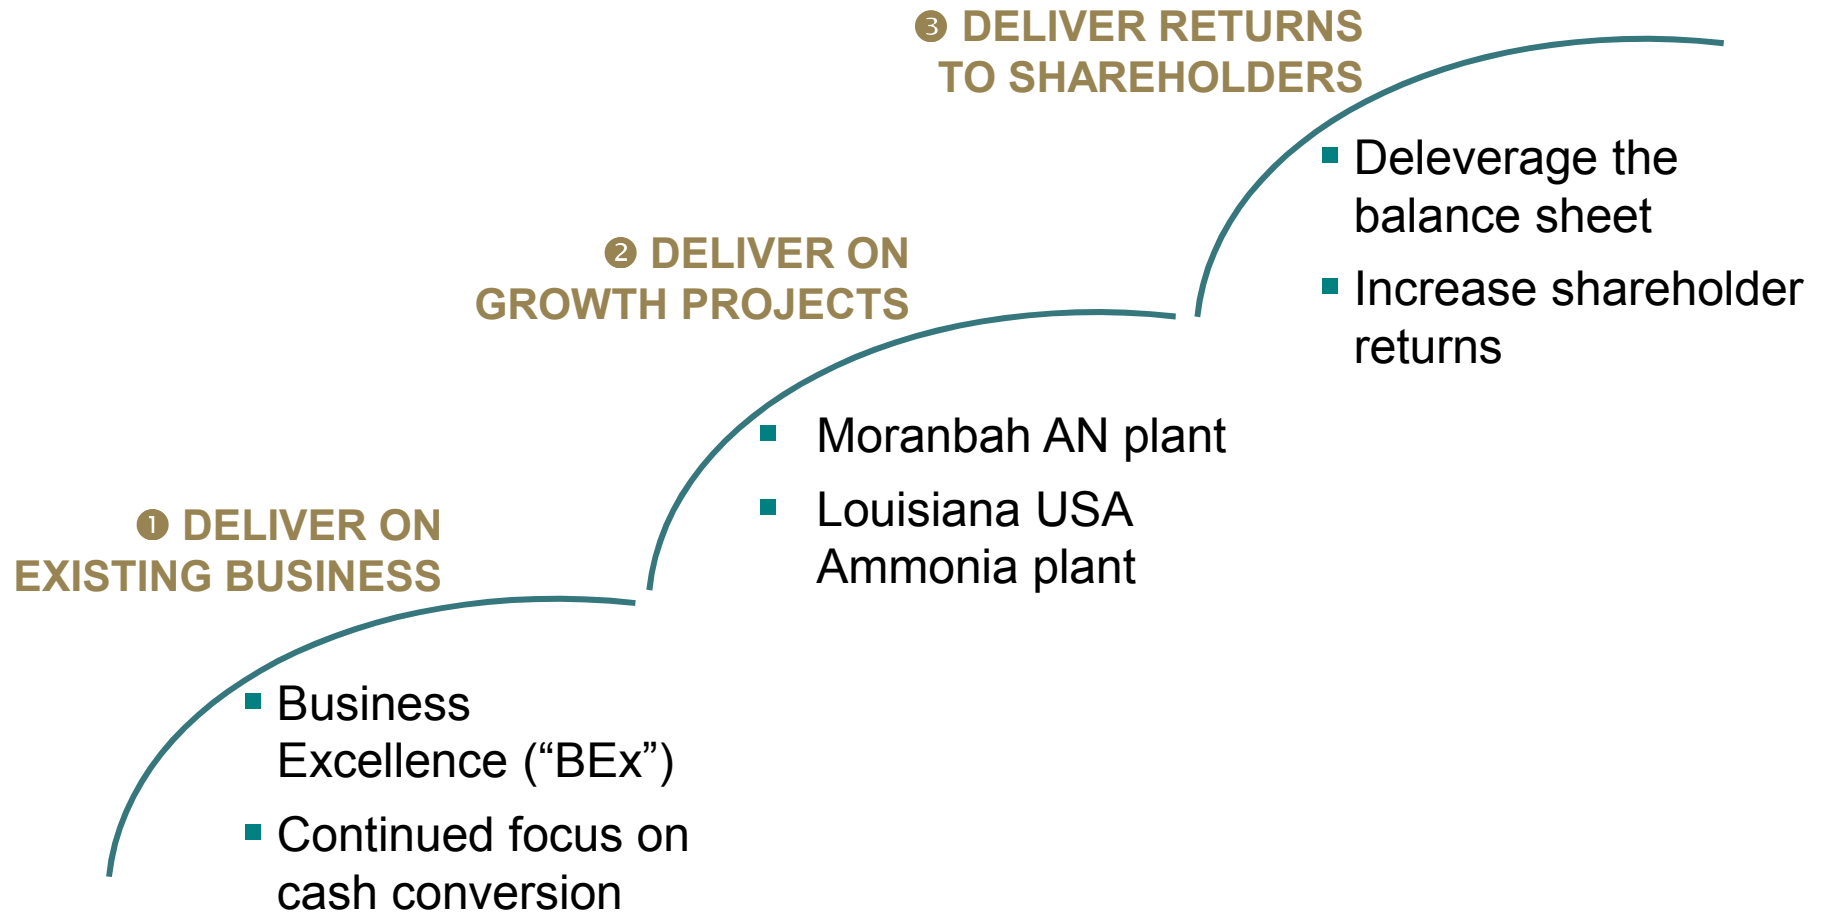 ❸ DELIVER RETURNS
TO SHAREHOLDERS
▪ Deleverage the
balance sheet
▪ Increase shareholder
returns
❷ DELIVER ON
GROWTH PROJECTS
▪ Moranbah AN plant
▪ Louisiana USA
Ammonia plant
❶ DELIVER ON
EXISTING BUSINESS
▪ Business
Excellence (“BEx”)
▪ Continued focus on
cash conversion